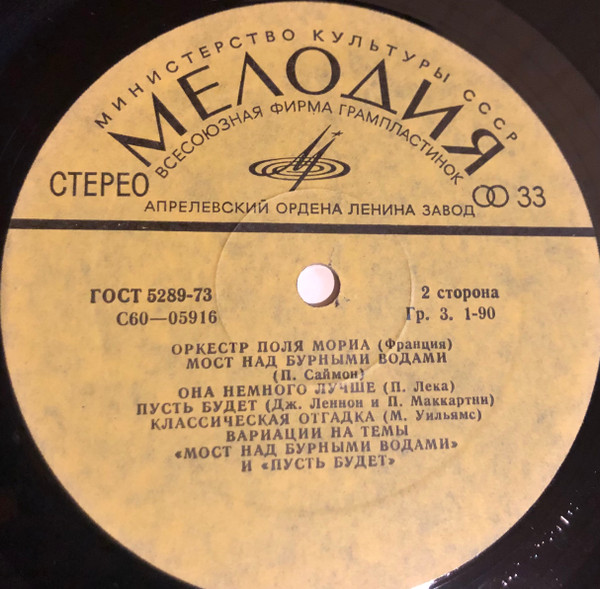 МИНИСТЕРСТВО КУЛЬТУРЫ СССР
МЕЛОДИЯ
ВСЕСОЮЗНАЯ ФИРМА ГРАМПЛАСТИНОК
СТЕРЕО
33
АПРЕЛЕВСКИЙ ОРДЕНА ЛЕНИНА ЗАВОД
ГОСТ 5289-73
2 сторона
С60—05916
Гр. 3. 1-90
ОРКЕСТР ПОЛЯ МОРИА (Франция)
МОСТ НАД БУРНЫМИ ВОДАМИ
(П. Саймон)
ОНА НЕМНОГО ЛУЧШЕ (П. Лека)
ПУСТЬ БУДЕТ (Дж. Леннон и П. Маккартни)
КЛАССИЧЕСКАЯ ОТГАДКА (М. Уильямс)
ВАРИАЦИИ НА ТЕМЫ
«МОСТ НАД БУРНЫМИ ВОДАМИ»
И «ПУСТЬ БУДЕТ»